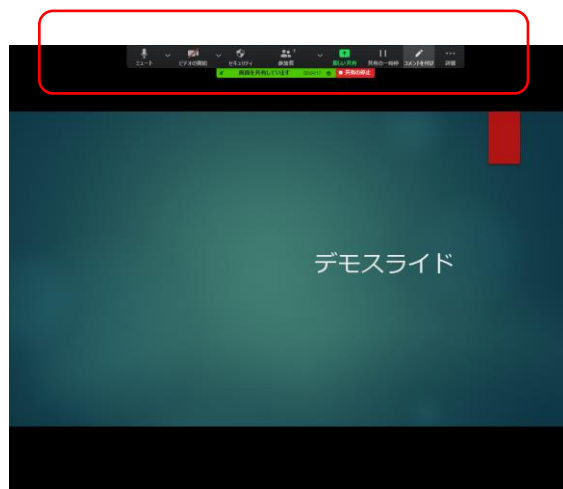 ミュート ビデオの開始 セキュリティ 参加者 1 新しい共有 共有の一時停止 コメントを付ける 詳細
画面を共有しています 共有の停止
デモスライド